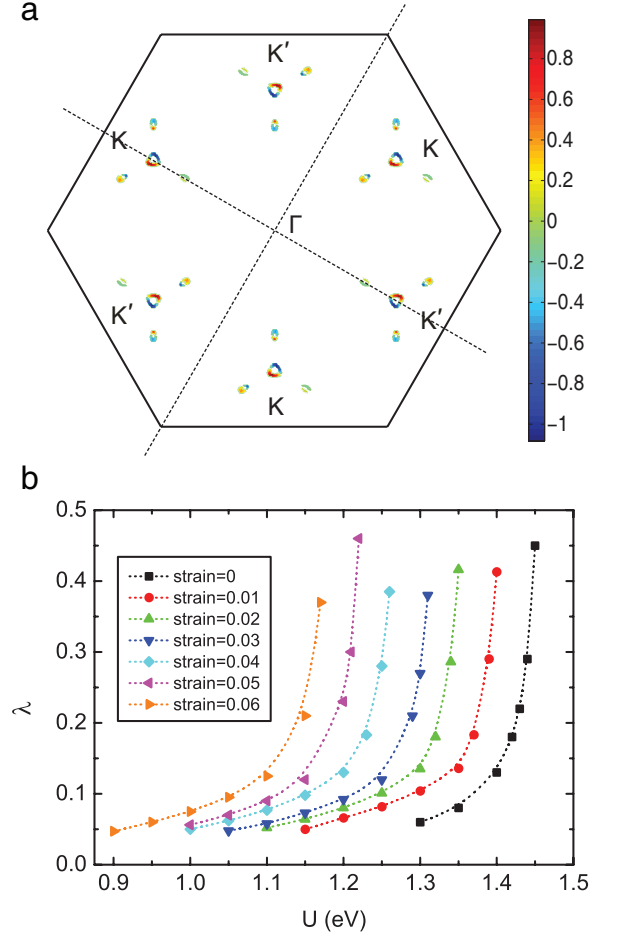 a
K′
K
K
Γ
K′
K′
K
0.8
0.6
0.4
0.2
0
−0.2
−0.4
−0.6
−0.8
−1
b
0.5
0.4
0.3
0.2
0.1
0.0
λ
strain=0
strain=0.01
strain=0.02
strain=0.03
strain=0.04
strain=0.05
strain=0.06
0.9 1.0 1.1 1.2 1.3 1.4 1.5
U (eV)